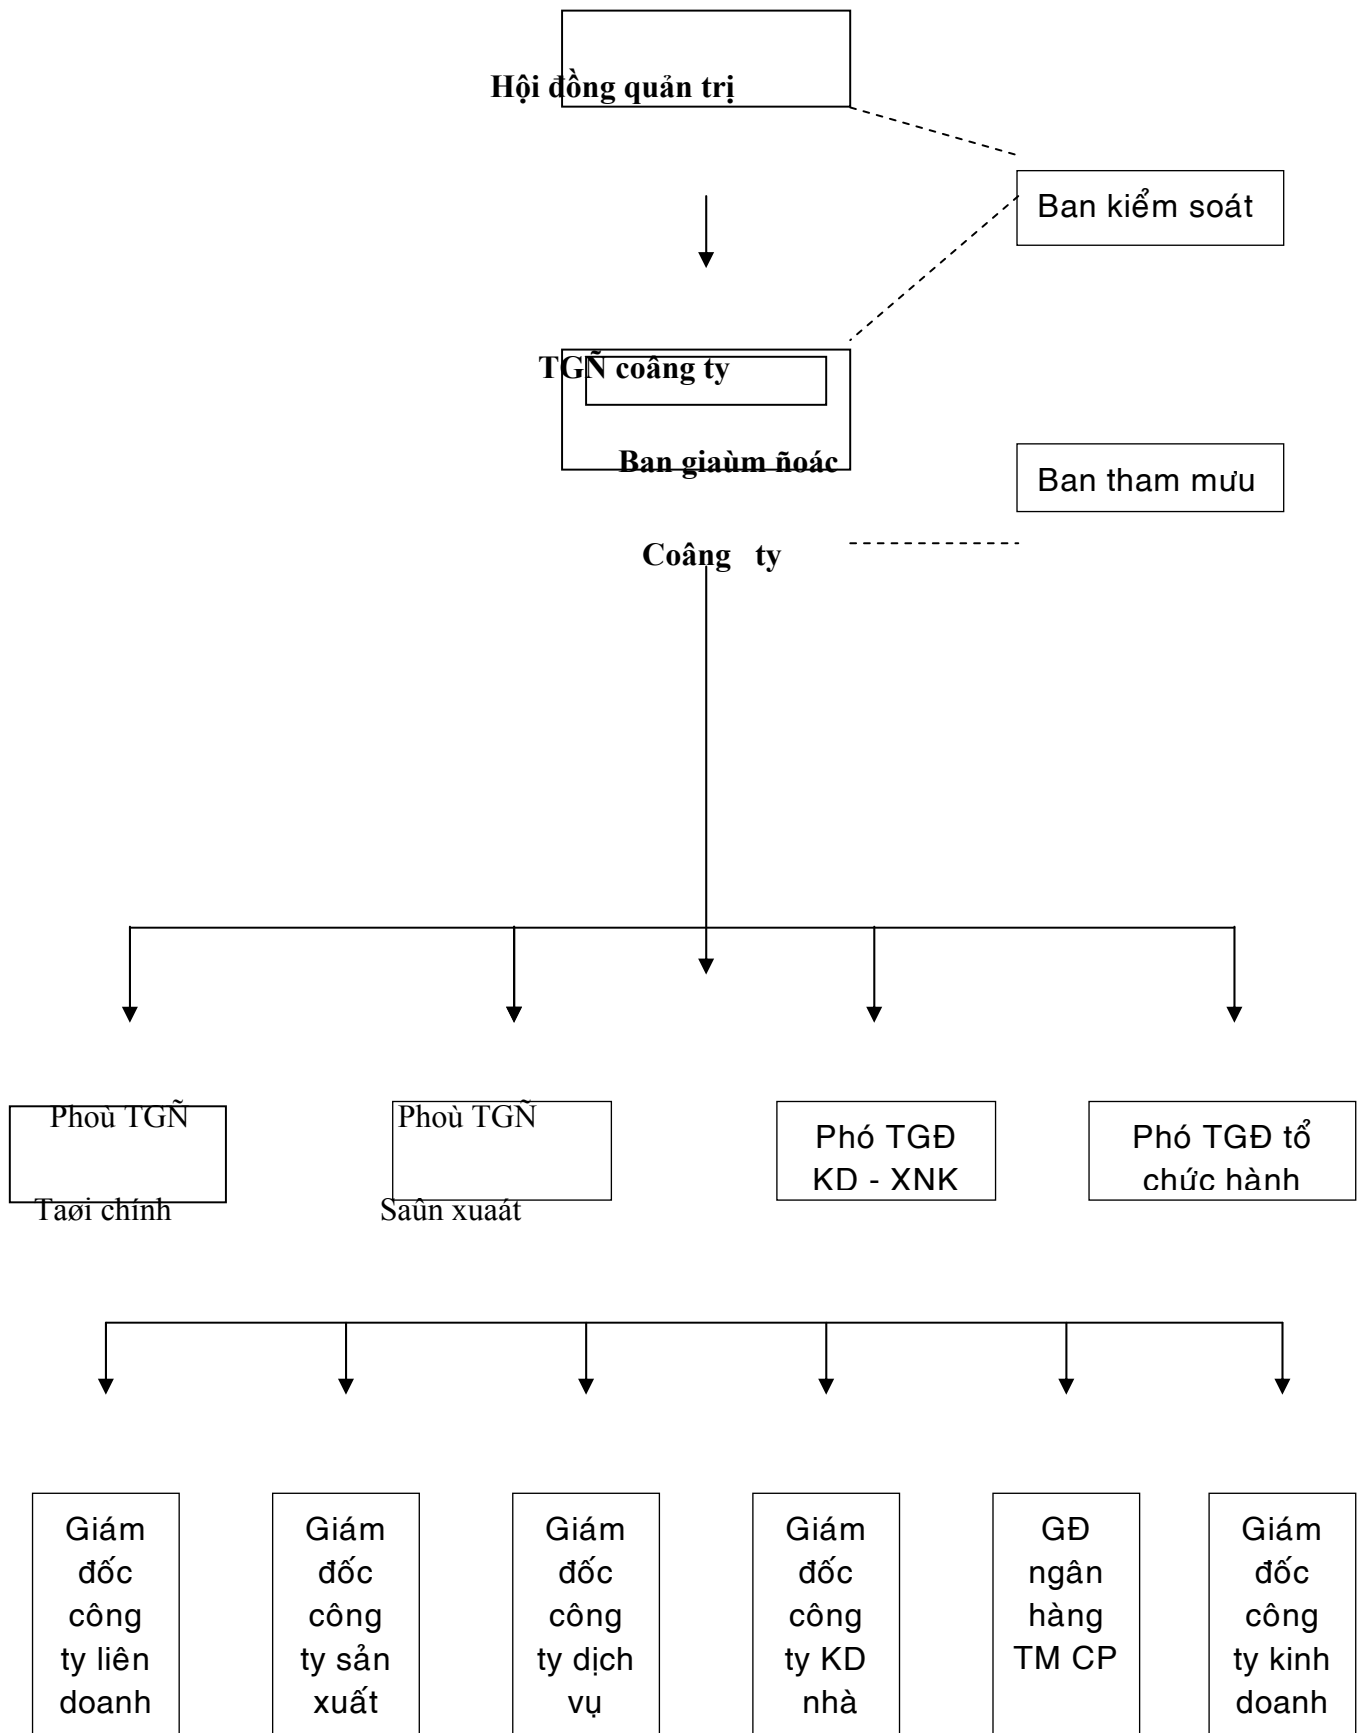 Hội đồng quản trị
Ban kiểm soát
TGÑ coâng ty
Ban giaùm ñoác
Ban tham mưu
Coâng ty
Phoù TGÑ
Taøi chính
Phoù TGÑ
Saûn xuaát
Phó TGĐ
KD - XNK
Phó TGĐ tổ
chức hành
Giám
đốc
công
ty liên
doanh
Giám
đốc
công
ty sản
xuất
Giám
đốc
công
ty dịch
vụ
Giám
đốc
công
ty KD
nhà
GĐ
ngân
hàng
TM CP
Giám
đốc
công
ty kinh
doanh